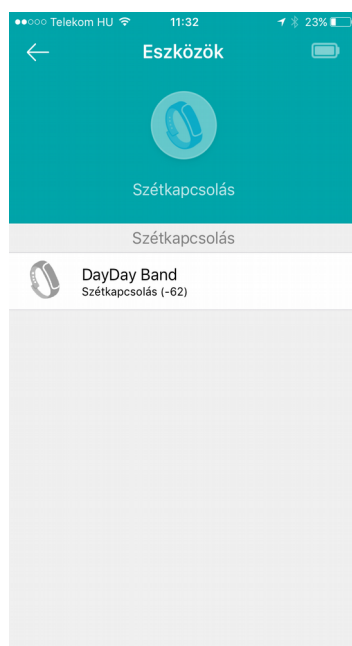 Telekom HU 11:32 23%
Eszközök
Szétkapcsolás
Szétkapcsolás
DayDay Band
Szétkapcsolás (-62)